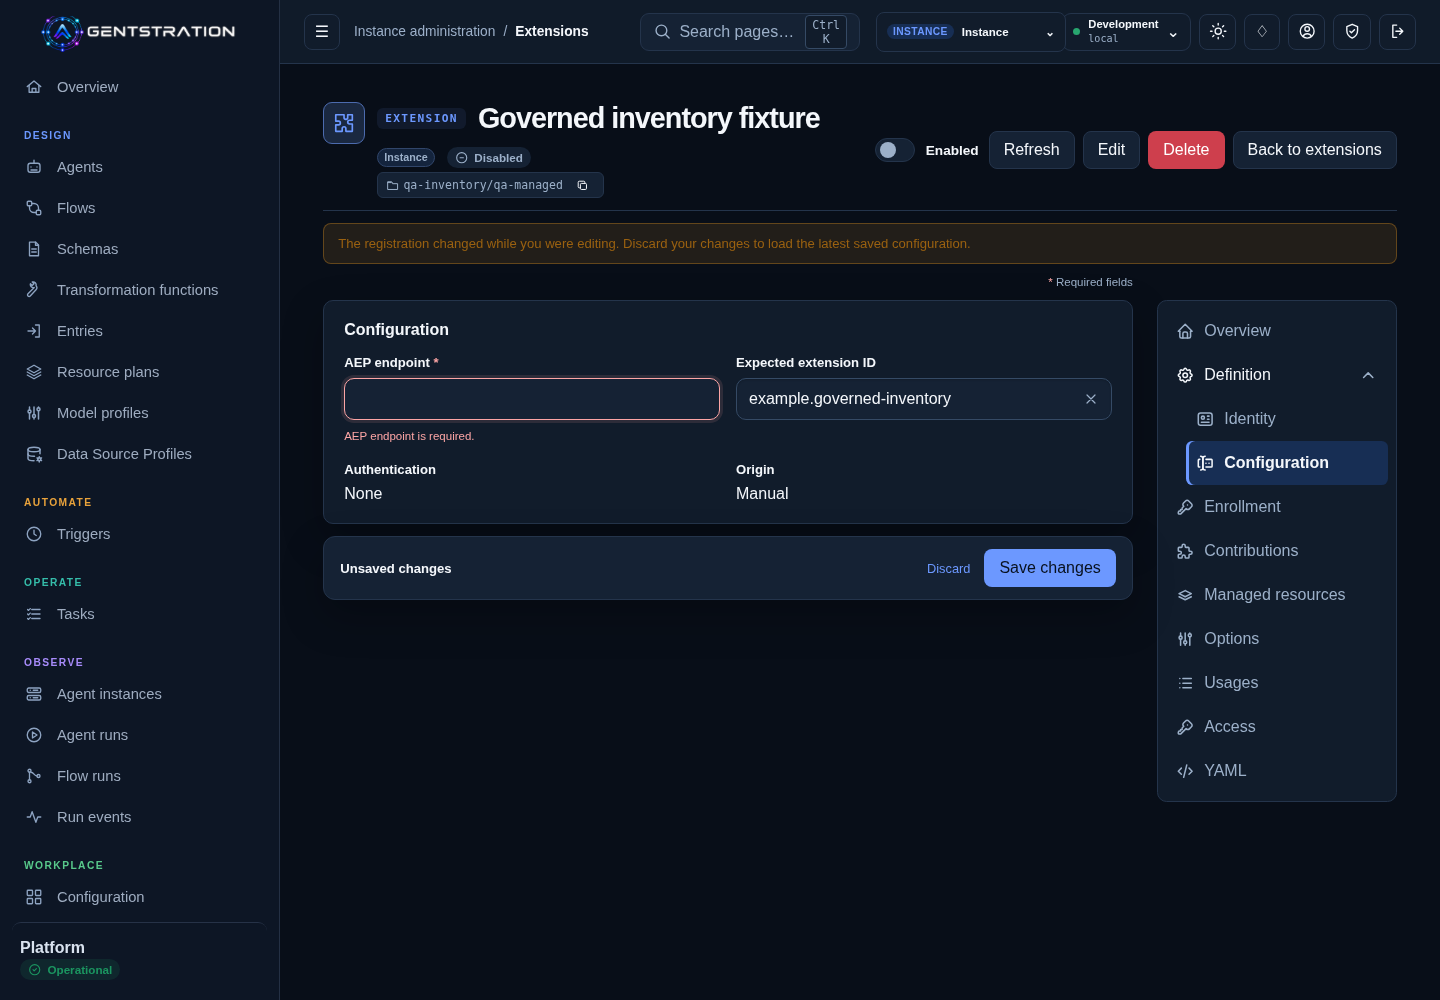 GENTSTRATION
Overview
DESIGN
Agents
Flows
Schemas
Transformation functions
Entries
Resource plans
Model profiles
Data Source Profiles
AUTOMATE
Triggers
OPERATE
Tasks
OBSERVE
Agent instances
Agent runs
Flow runs
Run events
WORKPLACE
Configuration
Platform
Operational
Instance administration / Extensions
Search pages…
Ctrl
K
INSTANCE Instance
Development
local
EXTENSION Governed inventory fixture
Instance Disabled
qa-inventory/qa-managed
Enabled Refresh Edit Delete Back to extensions
The registration changed while you were editing. Discard your changes to load the latest saved configuration.
* Required fields
Configuration
AEP endpoint * Expected extension ID
example.governed-inventory
AEP endpoint is required.
Authentication Origin
None Manual
Unsaved changes Discard Save changes
Overview
Definition
Identity
Configuration
Enrollment
Contributions
Managed resources
Options
Usages
Access
YAML